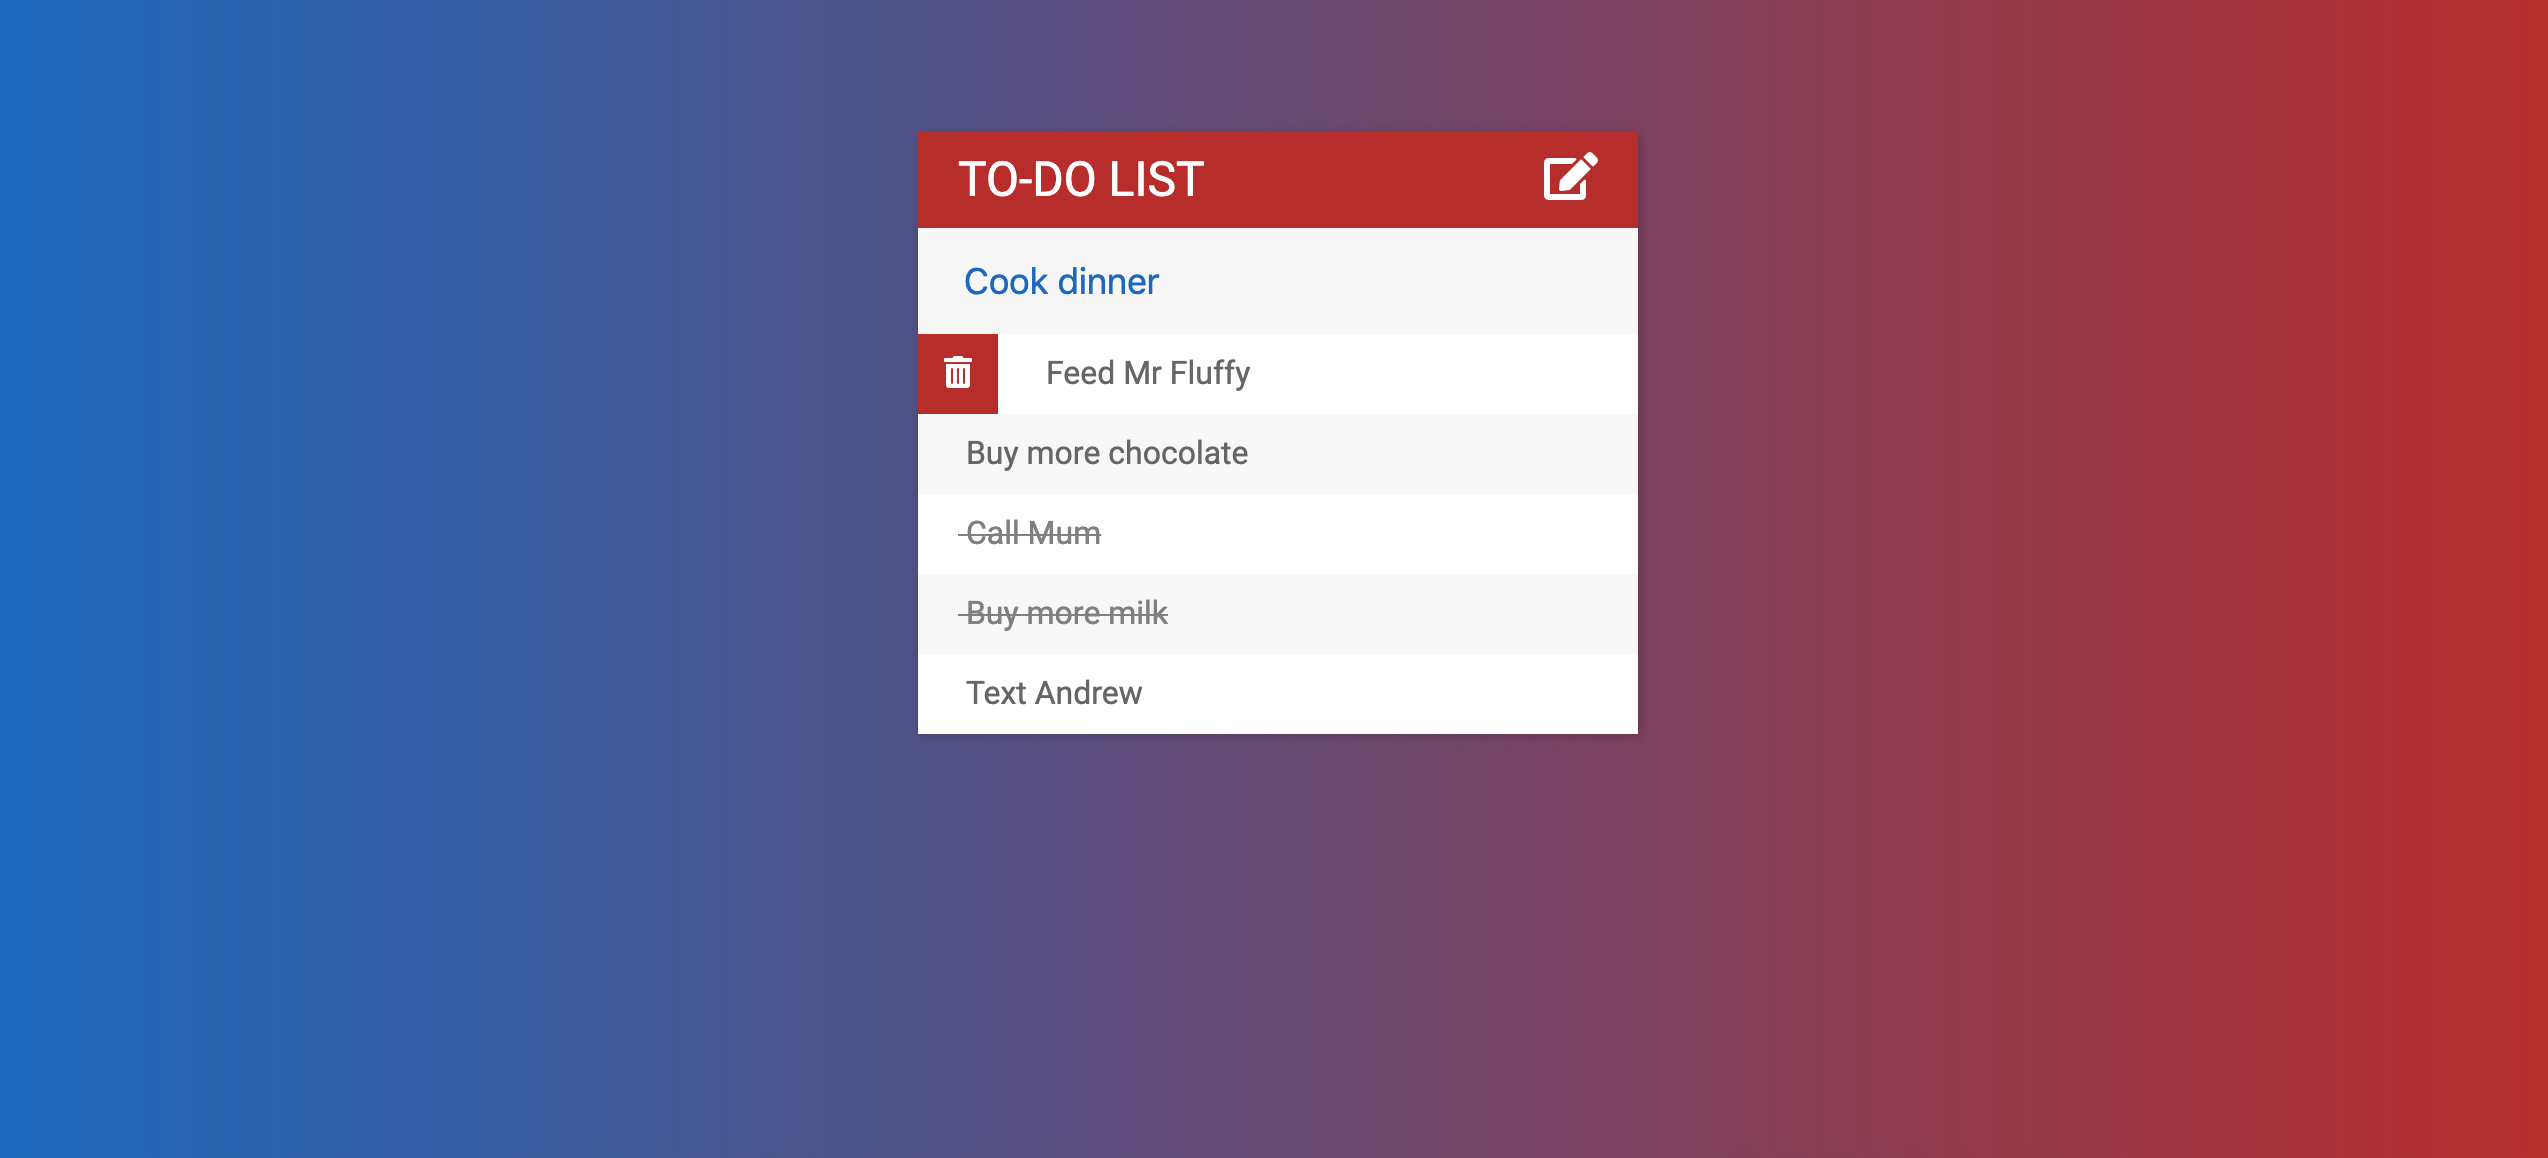 TO-DO LIST
Cook dinner
Feed Mr Fluffy
Buy more chocolate
Call Mum
Buy more milk
Text Andrew